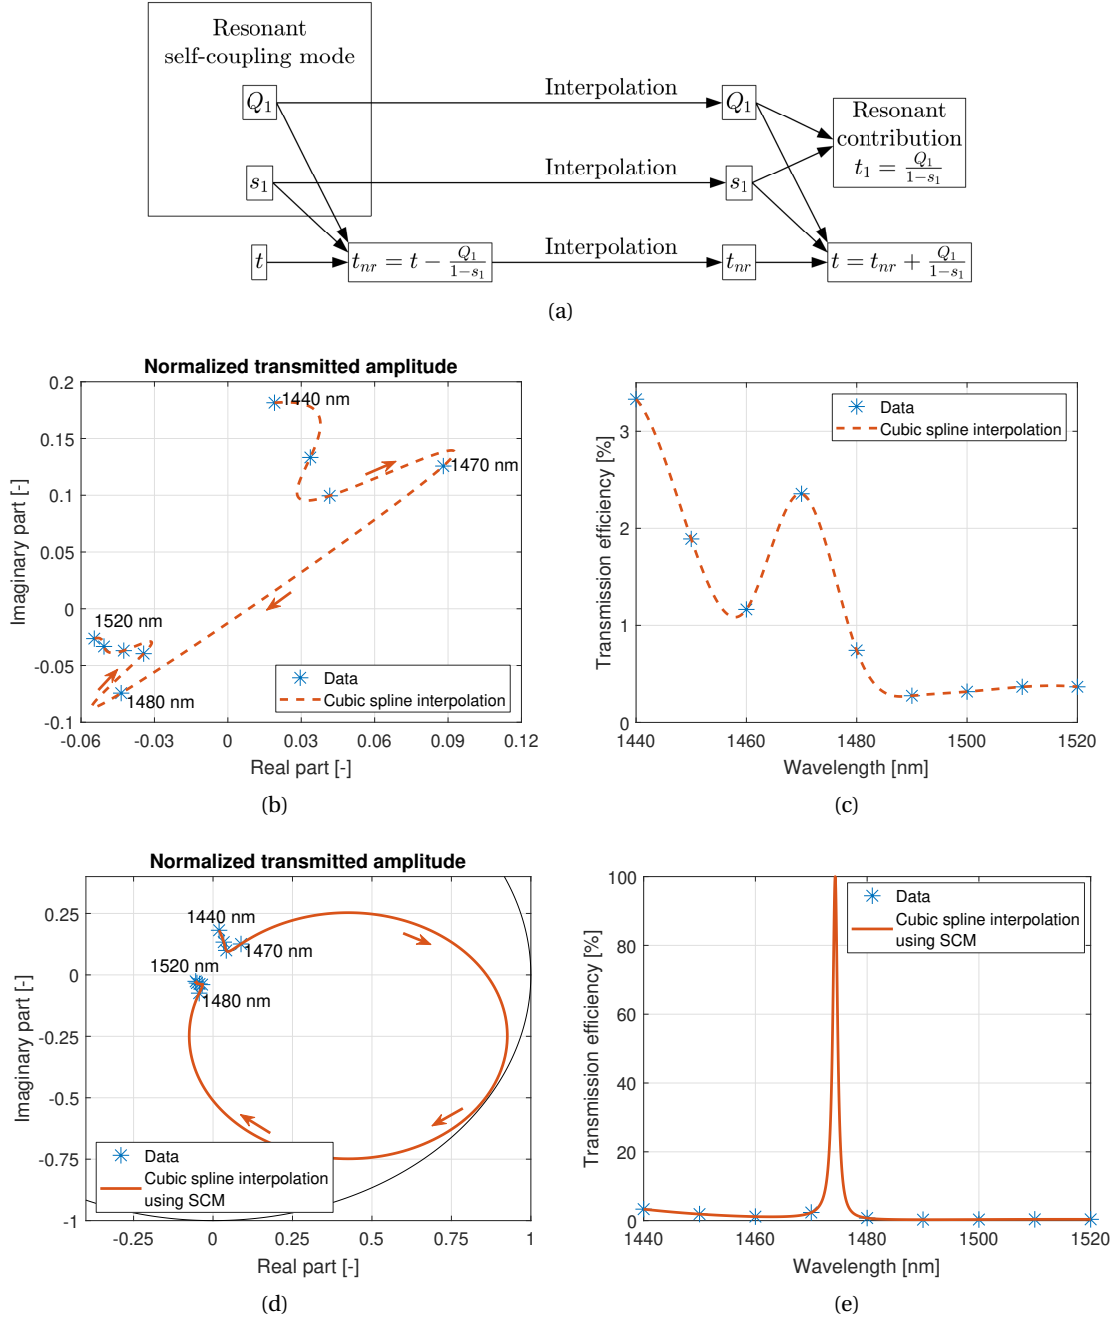 Resonant
self-coupling mode
Q₁ Interpolation Q₁
Resonant
contribution
t₁ = Q₁/(1−s₁)
s₁ Interpolation s₁
t tₙᵣ = t − Q₁/(1−s₁) Interpolation tₙᵣ t = tₙᵣ + Q₁/(1−s₁)
(a)
Normalized transmitted amplitude
0.2
0.15
0.1
0.05
0
-0.05
-0.1
-0.06 -0.03 0 0.03 0.06 0.09 0.12
Imaginary part [-]
Real part [-]
1440 nm
1470 nm
1520 nm
1480 nm
Data
Cubic spline interpolation
(b)
3
2
1
0
1440 1460 1480 1500 1520
Transmission efficiency [%]
Wavelength [nm]
Data
Cubic spline interpolation
(c)
Normalized transmitted amplitude
0.25
0
-0.25
-0.5
-0.75
-1
-0.25 0 0.25 0.5 0.75 1
Imaginary part [-]
Real part [-]
1440 nm
1470 nm
1520 nm
1480 nm
Data
Cubic spline interpolation
using SCM
(d)
100
80
60
40
20
0
1440 1460 1480 1500 1520
Transmission efficiency [%]
Wavelength [nm]
Data
Cubic spline interpolation
using SCM
(e)